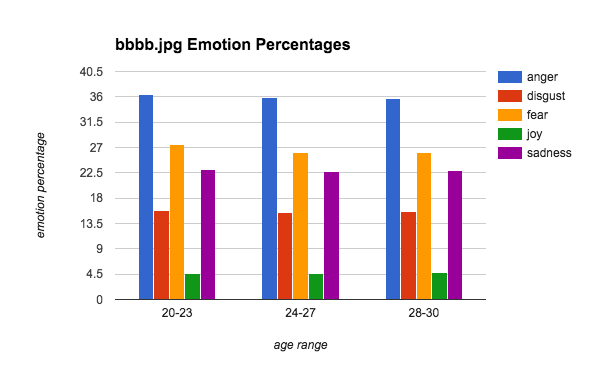 bbbb.jpg Emotion Percentages
40.5
36
31.5
27
22.5
18
13.5
9
4.5
0
emotion percentage
20-23
24-27
28-30
age range
anger
disgust
fear
joy
sadness